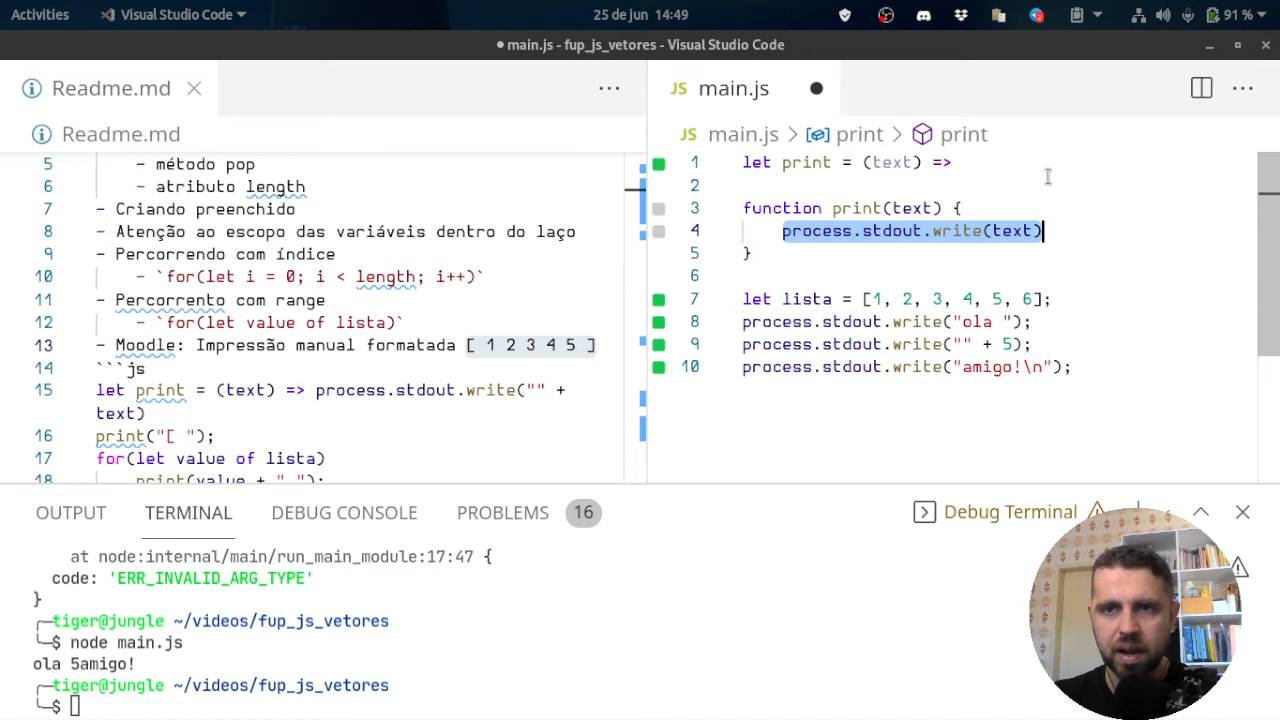 Activities
Visual Studio Code
25 de jun 14:49
91 %
● main.js - fup_js_vetores - Visual Studio Code
Readme.md
Readme.md
5 - método pop
6 - atributo length
7 - Criando preenchido
8 - Atenção ao escopo das variáveis dentro do laço
9 - Percorrendo com índice
10 - `for(let i = 0; i < length; i++)`
11 - Percorrento com range
12 - `for(let value of lista)`
13 - Moodle: Impressão manual formatada [ 1 2 3 4 5 ]
14 ```js
15 let print = (text) => process.stdout.write("" +
text)
16 print("[ ");
17 for(let value of lista)
18 print(value + " ");
JS main.js
JS main.js > print > print
1 let print = (text) =>
2
3 function print(text) {
4 process.stdout.write(text)
5 }
6
7 let lista = [1, 2, 3, 4, 5, 6];
8 process.stdout.write("ola ");
9 process.stdout.write("" + 5);
10 process.stdout.write("amigo!\n");
OUTPUT
TERMINAL
DEBUG CONSOLE
PROBLEMS
16
Debug Terminal
at node:internal/main/run_main_module:17:47 {
code: 'ERR_INVALID_ARG_TYPE'
}
tiger@jungle ~/videos/fup_js_vetores
$ node main.js
ola 5amigo!
tiger@jungle ~/videos/fup_js_vetores
$